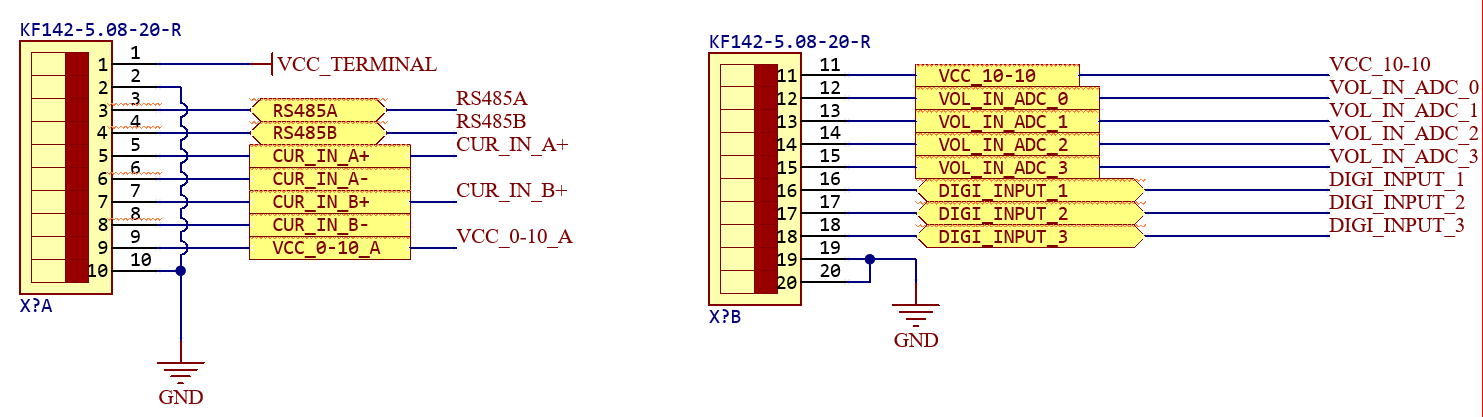 KF142-5.08-20-R
1 1 VCC_TERMINAL
2 2
3 3 RS485A RS485A
4 4 RS485B RS485B
5 5 CUR_IN_A+ CUR_IN_A+
6 6 CUR_IN_A-
7 7 CUR_IN_B+ CUR_IN_B+
8 8 CUR_IN_B-
9 9 VCC_0-10_A VCC_0-10_A
10 10
X?A
GND
KF142-5.08-20-R
11 11 VCC_10-10 VCC_10-10
12 12 VOL_IN_ADC_0 VOL_IN_ADC_0
13 13 VOL_IN_ADC_1 VOL_IN_ADC_1
14 14 VOL_IN_ADC_2 VOL_IN_ADC_2
15 15 VOL_IN_ADC_3 VOL_IN_ADC_3
16 16 DIGI_INPUT_1 DIGI_INPUT_1
17 17 DIGI_INPUT_2 DIGI_INPUT_2
18 18 DIGI_INPUT_3 DIGI_INPUT_3
19 19
20 20
X?B
GND